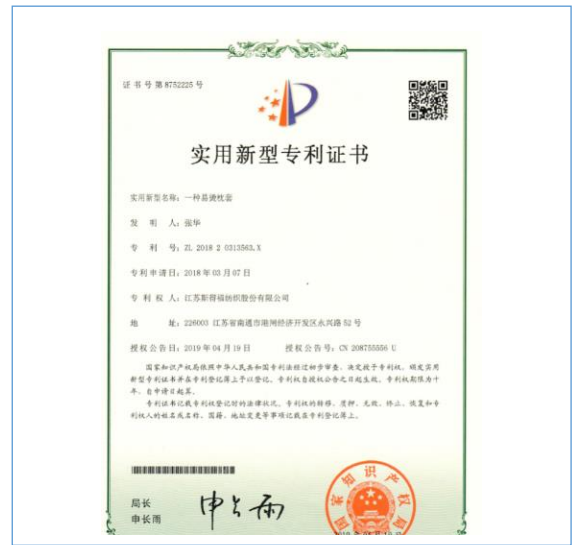 证书号第8752225号
实用新型专利证书
实用新型名称：一种易烫枕套
发 明 人：张华
专 利 号：ZL 2018 2 0313563.X
专利申请日：2018年03月07日
专 利 权 人：江苏斯得福纺织股份有限公司
地 址：226003 江苏省南通市港闸经济开发区永兴路52号
授权公告日：2019年04月19日 授权公告号：CN 208755556 U
国家知识产权局依照中华人民共和国专利法经过初步审查，决定授予专利权，颁发实用
新型专利证书并在专利登记簿上予以登记。专利权自授权公告之日起生效。专利权期限为十
年，自申请日起算。
专利证书记载专利权登记时的法律状况。专利权的转移、质押、无效、终止、恢复和专
利权人的姓名或名称、国籍、地址变更等事项记载在专利登记簿上。
局长
申长雨
申长雨
国家知识产权局